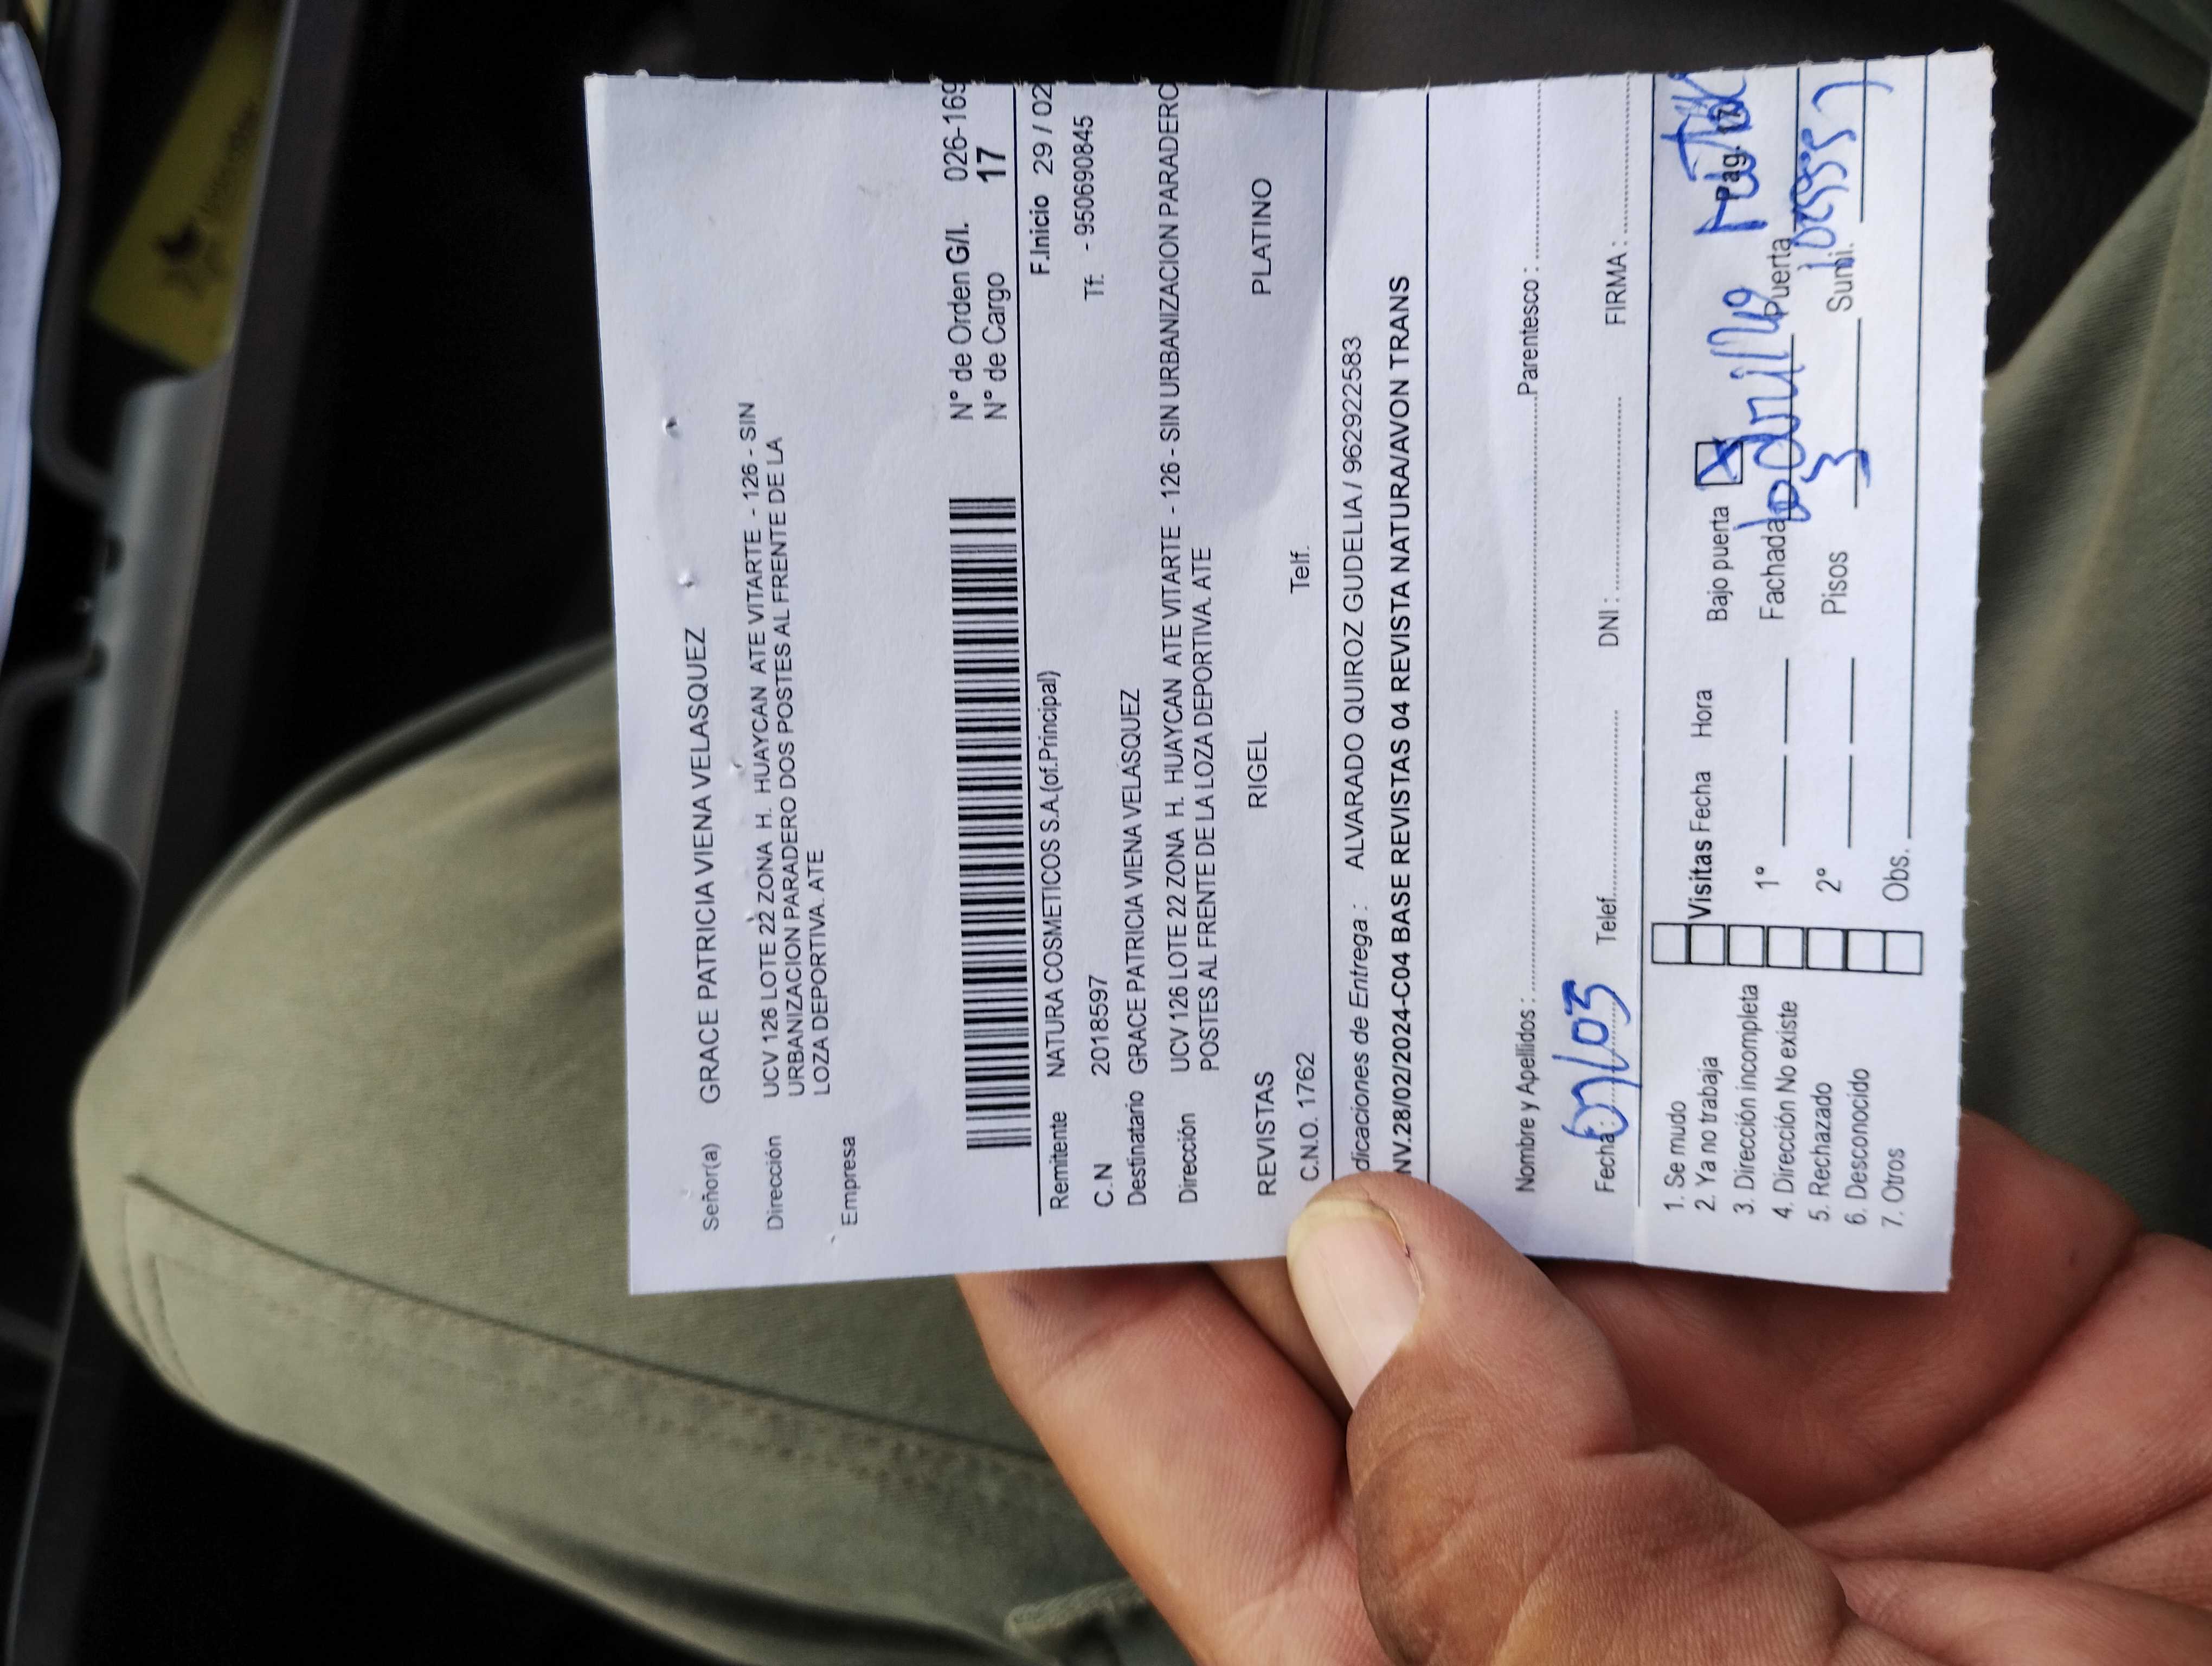 Señor(a) GRACE PATRICIA VIENA VELASQUEZ
Dirección UCV 126 LOTE 22 ZONA H. HUAYCAN ATE VITARTE - 126 - SIN
URBANIZACION PARADERO DOS POSTES AL FRENTE DE LA
LOZA DEPORTIVA. ATE
Empresa
N° de Orden G/I. 026-169
N° de Cargo 17
F.Inicio 29 / 02
Remitente NATURA COSMETICOS S.A.(of.Principal)
C.N 2018597 Tf. - 950690845
Destinatario GRACE PATRICIA VIENA VELASQUEZ
Dirección UCV 126 LOTE 22 ZONA H. HUAYCAN ATE VITARTE - 126 - SIN URBANIZACION PARADERO
POSTES AL FRENTE DE LA LOZA DEPORTIVA. ATE
REVISTAS RIGEL PLATINO
C.N.O. 1762 Telf.
dicaciones de Entrega : ALVARADO QUIROZ GUDELIA / 962922583
NV.28/02/2024-C04 BASE REVISTAS 04 REVISTA NATURA/AVON TRANS
Nombre y Apellidos : Parentesco :
Fecha: 01/03 Telef. DNI : FIRMA :
1. Se mudo
2. Ya no trabaja Visitas Fecha Hora Bajo puerta X Pág. 
3. Dirección incompleta
4. Dirección No existe 1º Fachada ladrillo Puerta
5. Rechazado
6. Desconocido 2º Pisos 3 Sumi.
7. Otros Obs.